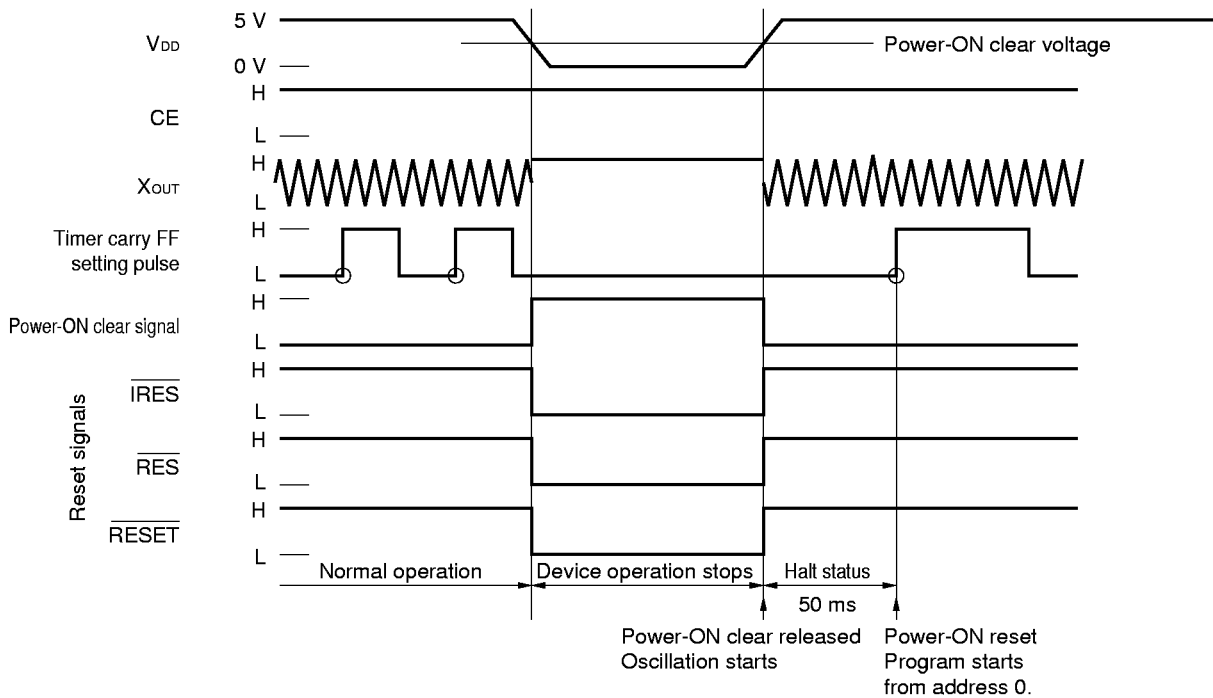 5 V
VDD
Power-ON clear voltage
0 V
H
CE
L
H
XOUT
L
Timer carry FF
setting pulse
H
L
H
Power-ON clear signal
L
Reset signals
H
IRES
L
H
RES
L
H
RESET
L
Normal operation
Device operation stops
Halt status
50 ms
Power-ON clear released
Oscillation starts
Power-ON reset
Program starts
from address 0.